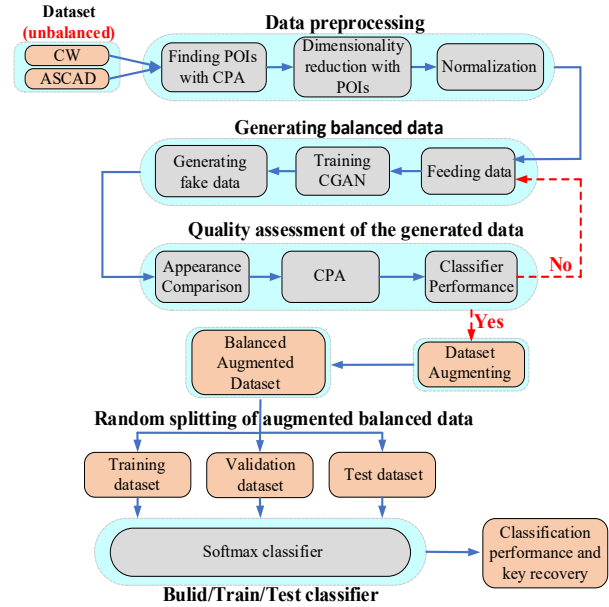 Dataset
(unbalanced)
CW
ASCAD
Data preprocessing
Finding POIs
with CPA
Dimensionality
reduction with
POIs
Normalization
Generating balanced data
Generating
fake data
Training
CGAN
Feeding data
Quality assessment of the generated data
Appearance
Comparison
CPA
Classifier
Performance
No
Yes
Balanced
Augmented
Dataset
Dataset
Augmenting
Random splitting of augmented balanced data
Training
dataset
Validation
dataset
Test dataset
Softmax classifier
Classification
performance and
key recovery
Bulid/Train/Test classifier